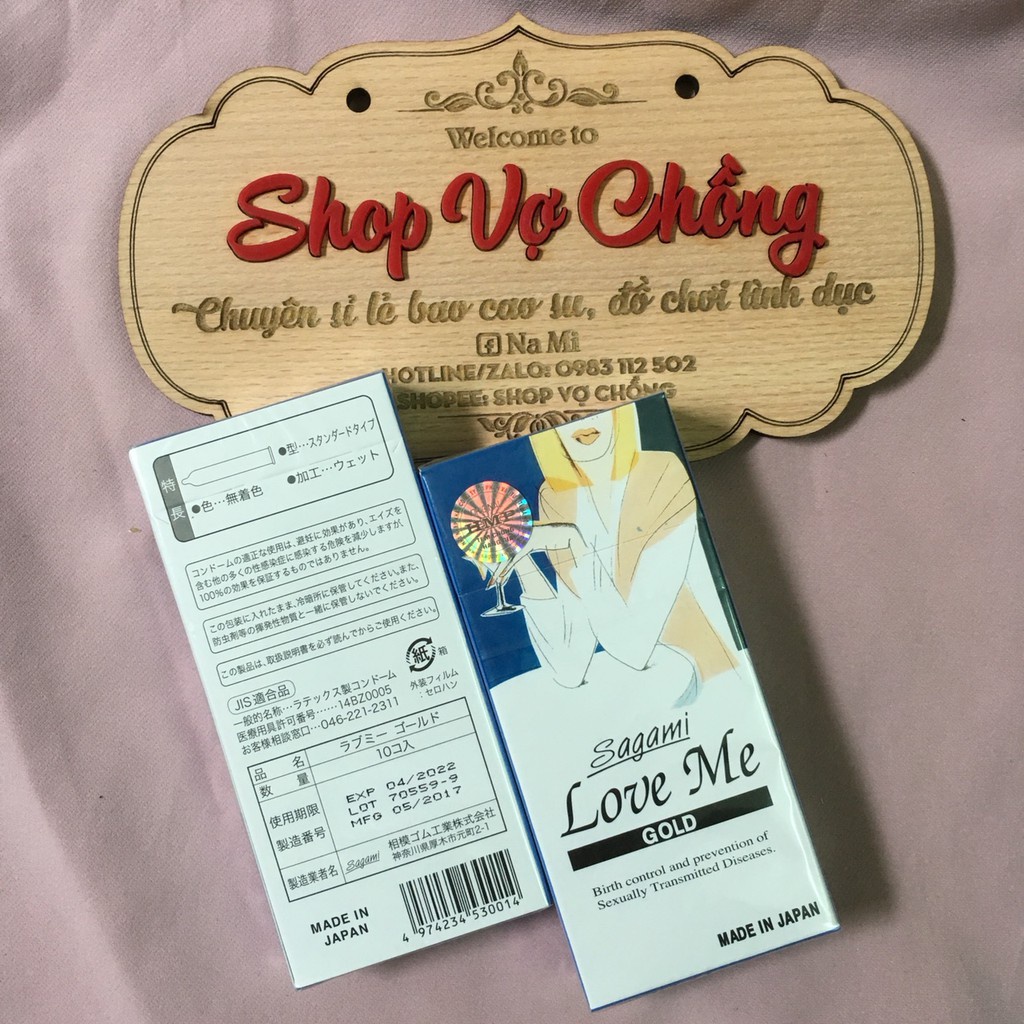 Welcome to
Shop Vợ Chồng
Chuyên sỉ lẻ bao cao su, đồ chơi tình dục
Na Mi
HOTLINE/ZALO: 0983 112 502
SHOPEE: SHOP VỢ CHỒNG
特長
●型…スタンダードタイプ
●色…無着色 ●加工…ウェット
コンドームの適正な使用は、避妊に効果があり、エイズを
含む他の多くの性感染症に感染する危険を減少しますが、
100%の効果を保証するものではありません。
この包装に入れたまま、冷暗所に保管してください。また、
防虫剤等の揮発性物質と一緒に保管しないでください。
この製品は、取扱説明書を必ず読んでからご使用ください。
JIS適合品
一般的名称…ラテックス製コンドーム
医療用具許可番号……14BZ0005
お客様相談窓口…046-221-2311
紙 箱
外装フィルム
:セロハン
品名 ラブミー ゴールド
数量 10コ入
使用期限 EXP 04/2022
LOT 70559-9
製造番号 MFG 05/2017
製造業者名 Sagami 相模ゴム工業株式会社
神奈川県厚木市元町2-1
MADE IN
JAPAN
4 974234 530014
Sagami
Love Me
GOLD
Birth control and prevention of
Sexually Transmitted Diseases.
MADE IN JAPAN